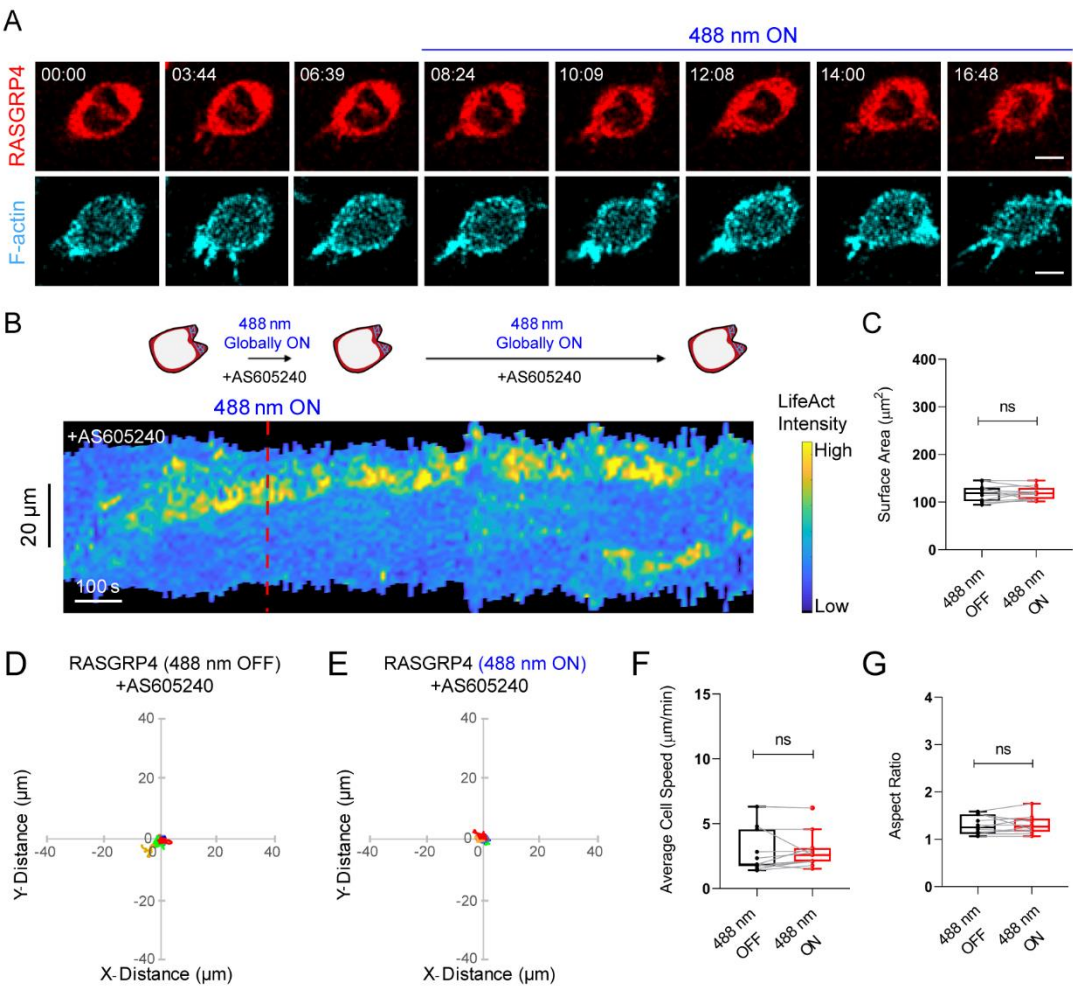 A
488 nm ON
RASGRP4
00:00
03:44
06:39
08:24
10:09
12:08
14:00
16:48
F-actin
B
488 nm
Globally ON
+AS605240
488 nm
Globally ON
+AS605240
488 nm ON
+AS605240
20 µm
100 s
LifeAct
Intensity
High
Low
C
Surface Area (µm²)
400
300
200
100
0
ns
488 nm
OFF
488 nm
ON
D
RASGRP4 (488 nm OFF)
+AS605240
Y-Distance (µm)
40
20
0
-20
-40
-40
-20
20
40
X-Distance (µm)
E
RASGRP4 (488 nm ON)
+AS605240
Y-Distance (µm)
40
20
0
-20
-40
-40
-20
20
40
X-Distance (µm)
F
Average Cell Speed (µm/min)
15
10
5
0
ns
488 nm
OFF
488 nm
ON
G
Aspect Ratio
4
3
2
1
0
ns
488 nm
OFF
488 nm
ON